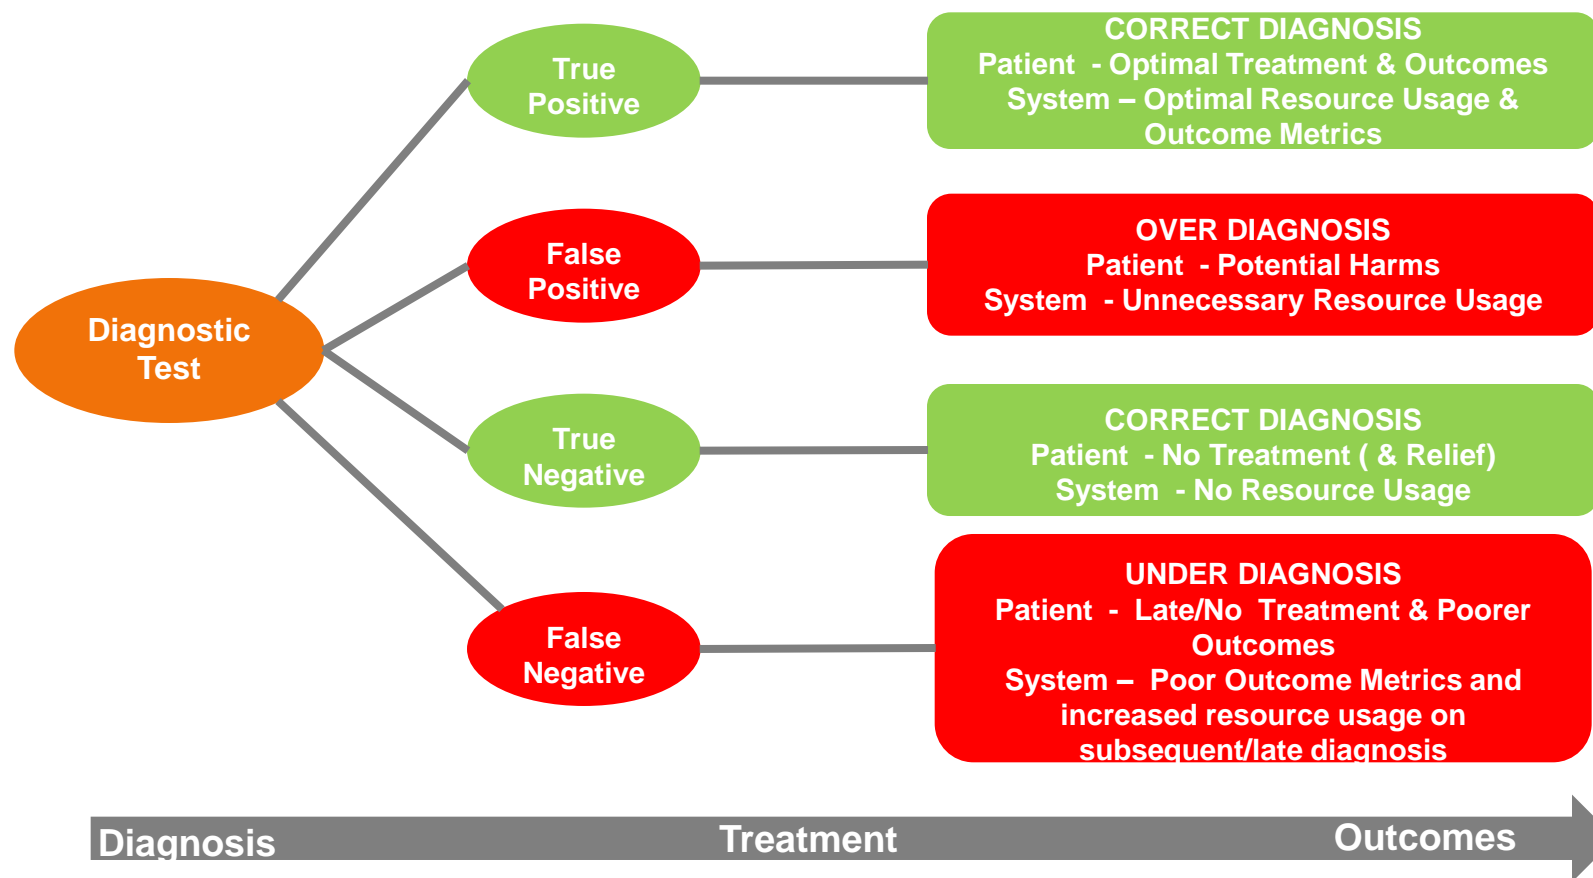 True
Positive
CORRECT DIAGNOSIS
Patient - Optimal Treatment & Outcomes
System – Optimal Resource Usage &
Outcome Metrics
False
Positive
OVER DIAGNOSIS
Patient - Potential Harms
System - Unnecessary Resource Usage
Diagnostic
Test
True
Negative
CORRECT DIAGNOSIS
Patient - No Treatment ( & Relief)
System - No Resource Usage
False
Negative
UNDER DIAGNOSIS
Patient - Late/No Treatment & Poorer
Outcomes
System – Poor Outcome Metrics and
increased resource usage on
subsequent/late diagnosis
Diagnosis
Treatment
Outcomes